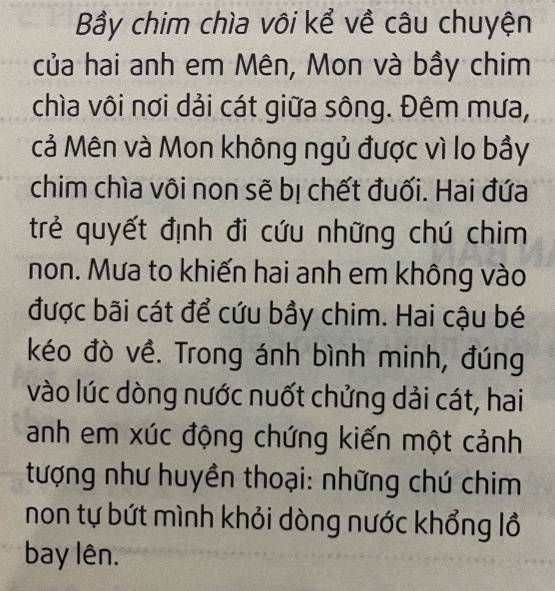 Bầy chim chìa vôi kể về câu chuyện
của hai anh em Mên, Mon và bầy chim
chìa vôi nơi dải cát giữa sông. Đêm mưa,
cả Mên và Mon không ngủ được vì lo bầy
chim chìa vôi non sẽ bị chết đuối. Hai đứa
trẻ quyết định đi cứu những chú chim
non. Mưa to khiến hai anh em không vào
được bãi cát để cứu bầy chim. Hai cậu bé
kéo đò về. Trong ánh bình minh, đúng
vào lúc dòng nước nuốt chửng dải cát, hai
anh em xúc động chứng kiến một cảnh
tượng như huyền thoại: những chú chim
non tự bứt mình khỏi dòng nước khổng lồ
bay lên.